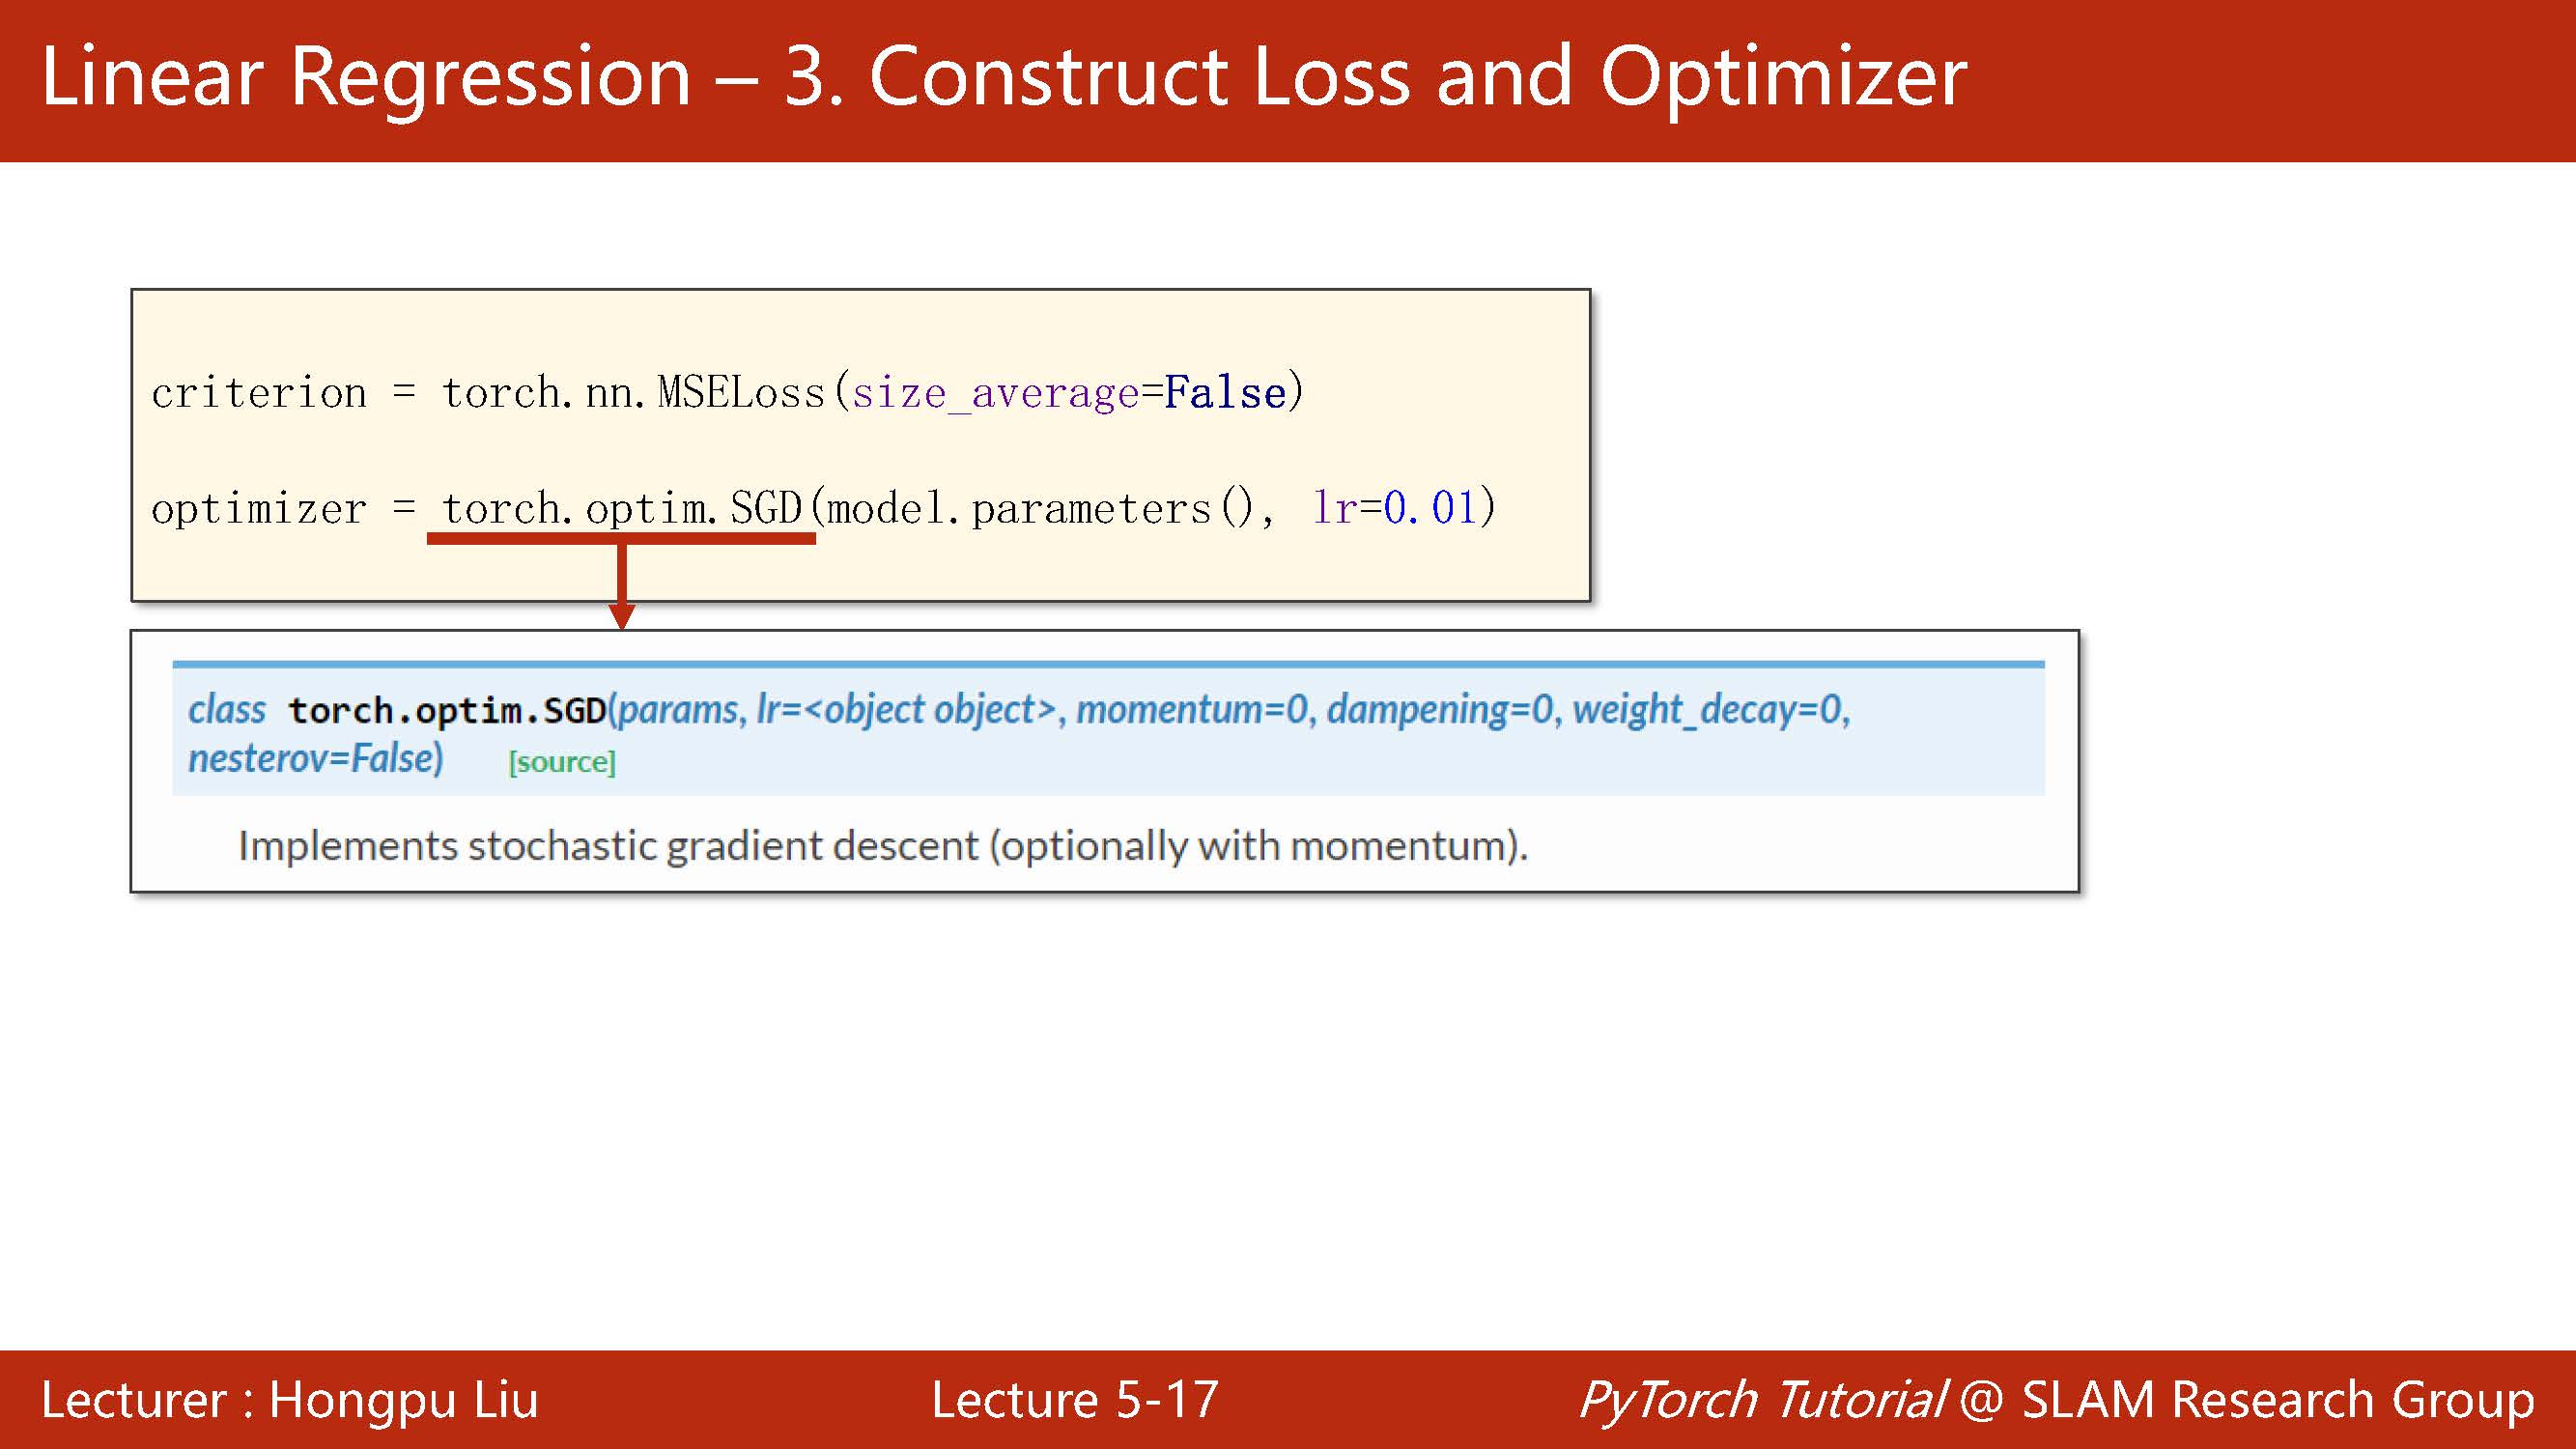 Linear Regression – 3. Construct Loss and Optimizer
criterion = torch.nn.MSELoss(size_average=False)
optimizer = torch.optim.SGD(model.parameters(), lr=0.01)
class torch.optim.SGD(params, lr=<object object>, momentum=0, dampening=0, weight_decay=0,
nesterov=False) [source]
Implements stochastic gradient descent (optionally with momentum).
Lecturer : Hongpu Liu
Lecture 5-17
PyTorch Tutorial @ SLAM Research Group